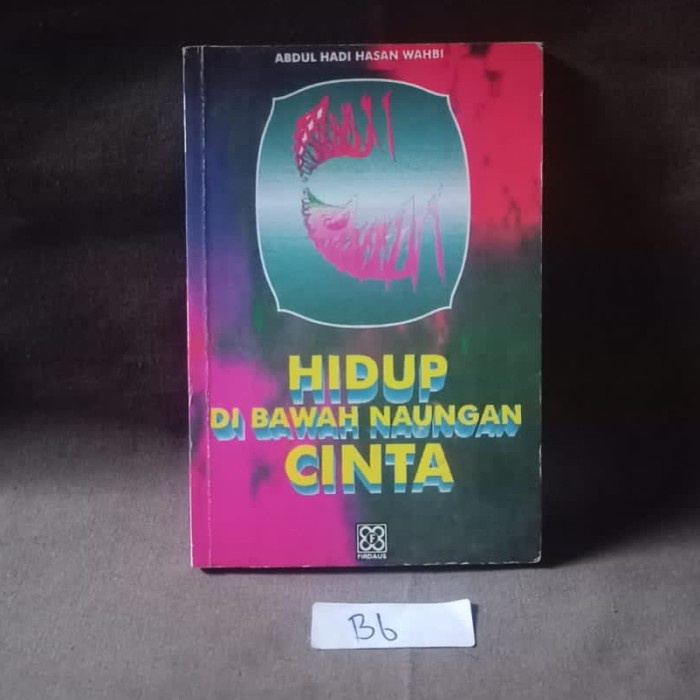 ABDUL HADI HASAN WAHBI
HIDUP
DI BAWAH NAUNGAN
CINTA
F
FIRDAUS
B6